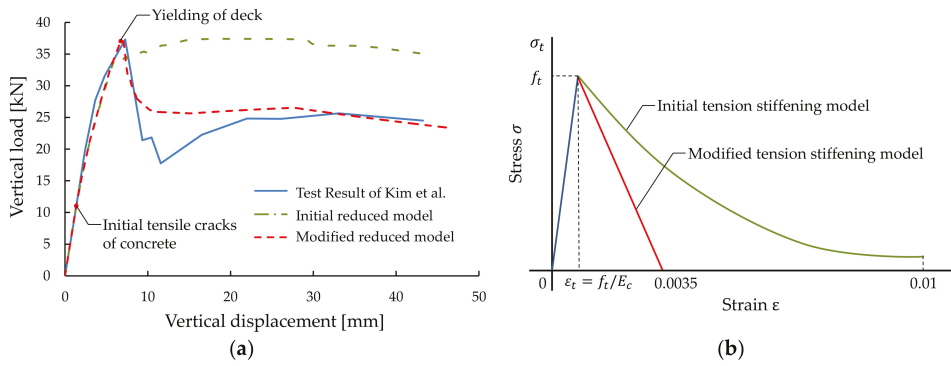 Yielding of deck
40
35
30
25
20
15
10
5
0
Vertical load [kN]
Test Result of Kim et al.
Initial reduced model
Modified reduced model
Initial tensile cracks
of concrete
0
10
20
30
40
50
Vertical displacement [mm]
(a)
σt
ft
Stress σ
Initial tension stiffening model
Modified tension stiffening model
0
εt = ft/Ec
0.0035
0.01
Strain ε
(b)